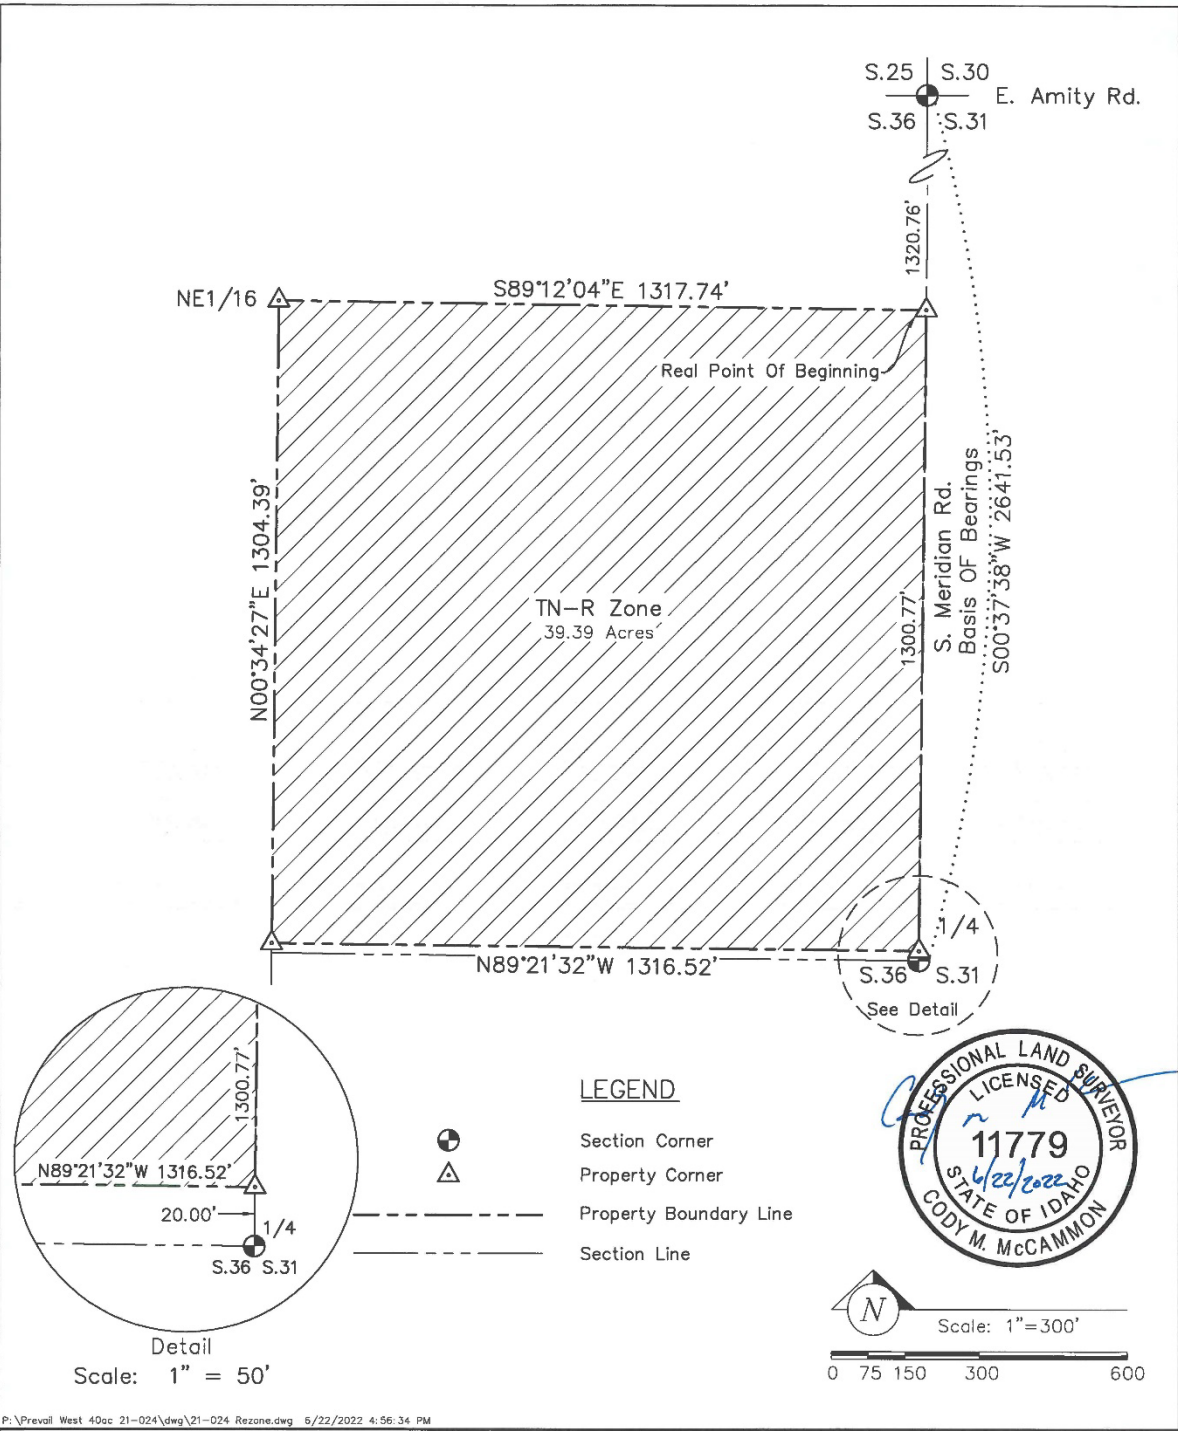 S.25 S.30
E. Amity Rd.
S.36 S.31
1320.76'
NE1/16
S89°12'04"E 1317.74'
Real Point Of Beginning
N00°34'27"E 1304.39'
TN-R Zone
39.39 Acres
1300.77'
S. Meridian Rd.
Basis OF Bearings
S00°37'38"W 2641.53'
N89°21'32"W 1316.52'
1/4
S.36 S.31
See Detail
1300.77'
N89°21'32"W 1316.52'
20.00'
1/4
S.36 S.31
Detail
Scale: 1" = 50'
LEGEND
Section Corner
Property Corner
Property Boundary Line
Section Line
PROFESSIONAL LAND SURVEYOR
LICENSED
11779
6/22/2022
STATE OF IDAHO
CODY M. McCAMMON
N
Scale: 1"=300'
0 75 150 300 600
P:\Prevail West 40ac 21-024\dwg\21-024 Rezone.dwg 6/22/2022 4:56:34 PM